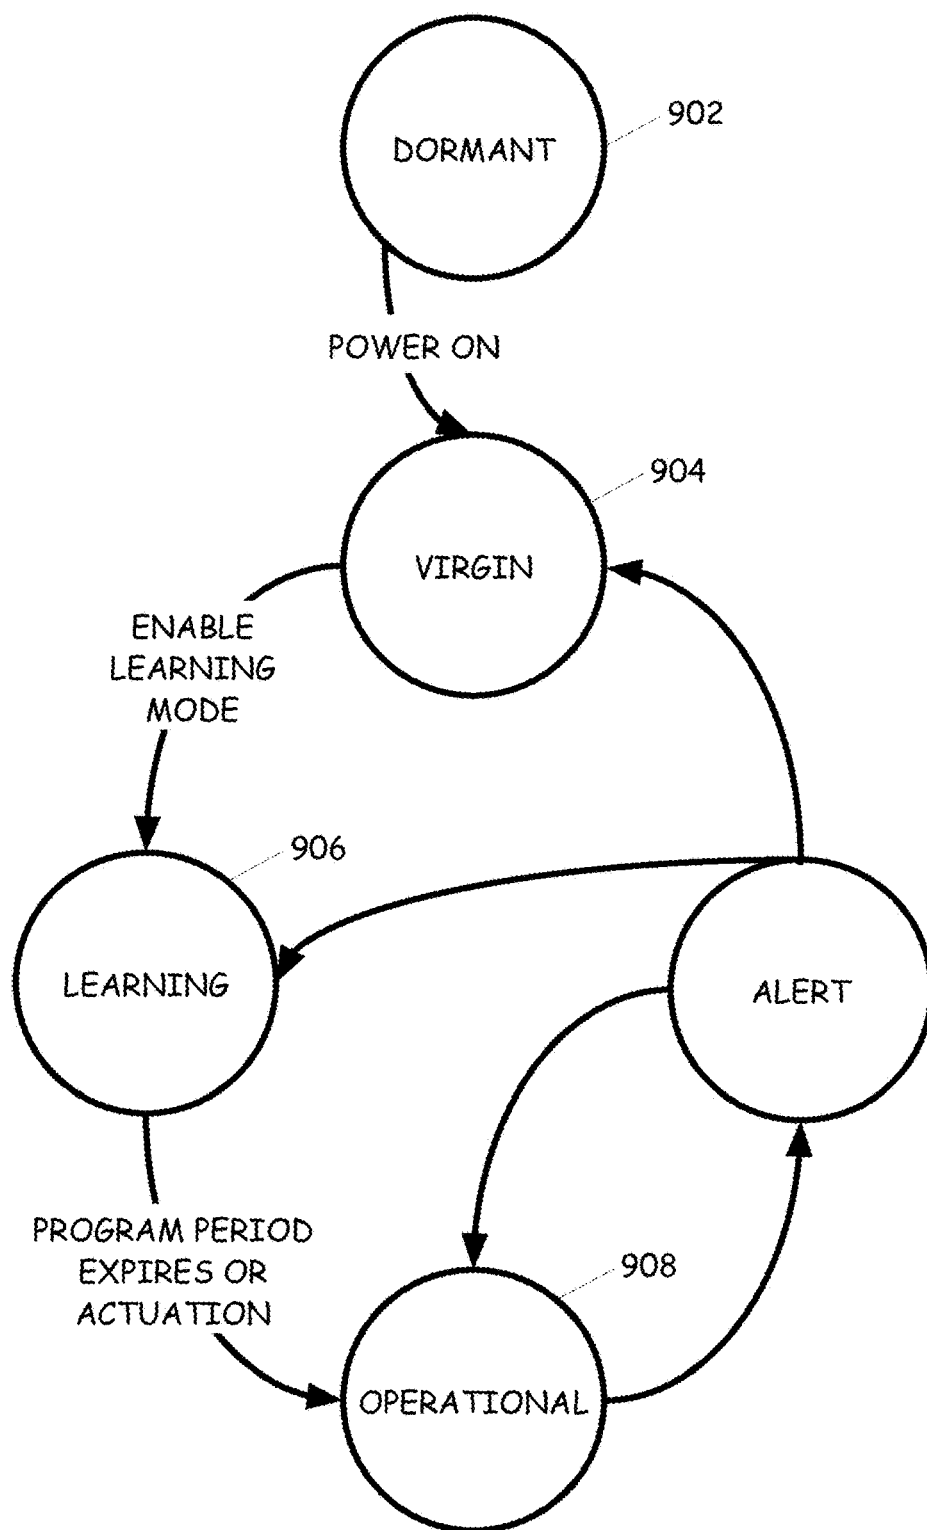 DORMANT
902
POWER ON
904
VIRGIN
ENABLE
LEARNING
MODE
906
LEARNING
ALERT
PROGRAM PERIOD
EXPIRES OR
ACTUATION
908
OPERATIONAL